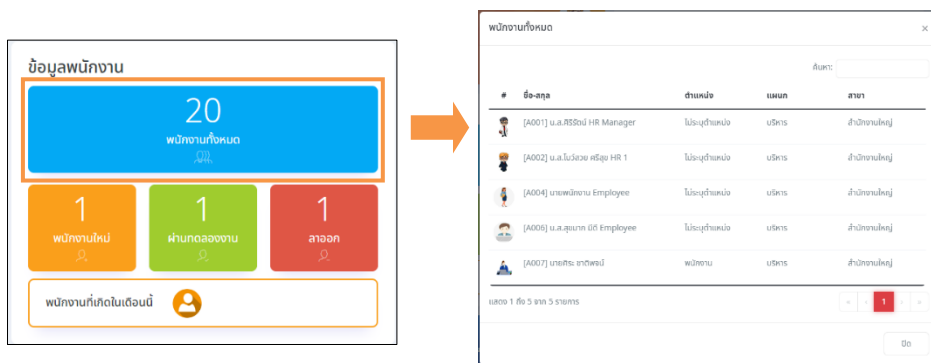 ข้อมูลพนักงาน
20
พนักงานทั้งหมด
1
พนักงานใหม่
1
ผ่านทดลองงาน
1
ลาออก
พนักงานที่เกิดในเดือนนี้
พนักงานทั้งหมด ×
ค้นหา:
# ชื่อ-สกุล ตำแหน่ง แผนก สาขา
[A001] น.ส.ศิริรัตน์ HR Manager ไม่ระบุตำแหน่ง บริหาร สำนักงานใหญ่
[A002] น.ส.โบว์สวย ศรีสุข HR 1 ไม่ระบุตำแหน่ง บริหาร สำนักงานใหญ่
[A004] นายพนักงาน Employee ไม่ระบุตำแหน่ง บริหาร สำนักงานใหญ่
[A006] น.ส.สุขมาก มีดี Employee ไม่ระบุตำแหน่ง บริหาร สำนักงานใหญ่
[A007] นายศิระ ชาติพจน์ พนักงาน บริหาร สำนักงานใหญ่
แสดง 1 ถึง 5 จาก 5 รายการ « ‹ 1 › »
ปิด